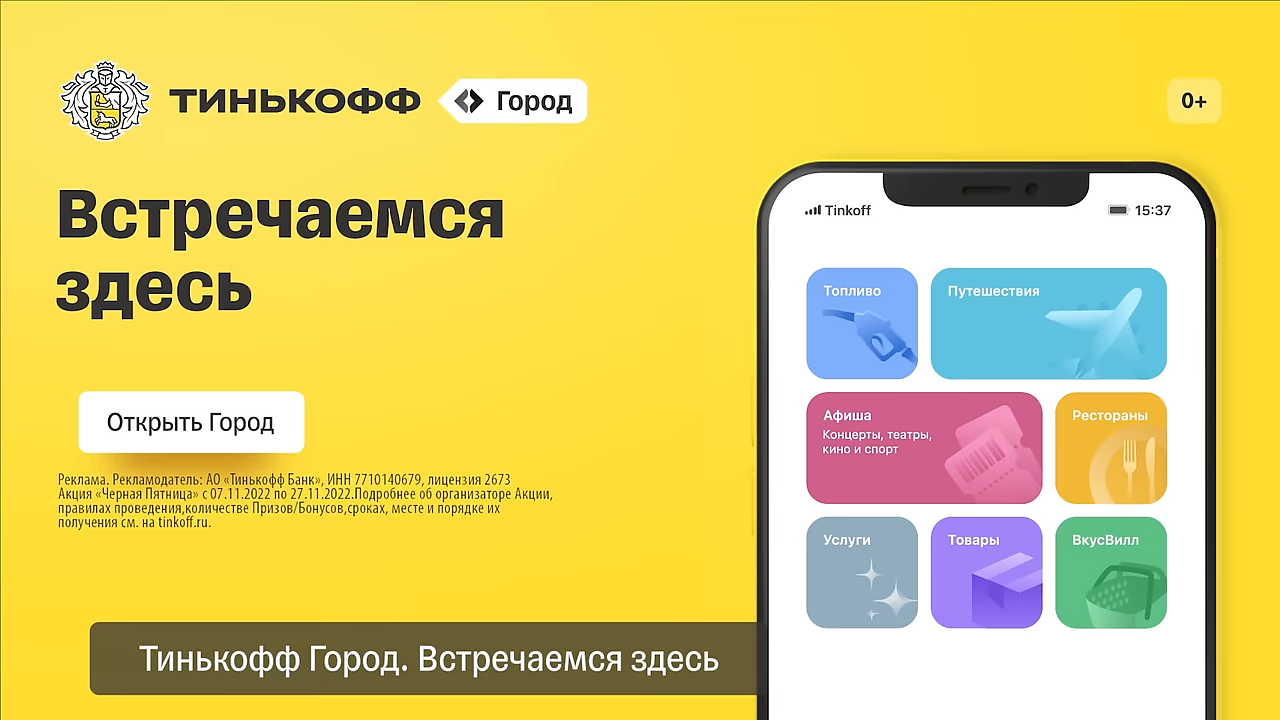 ТИНЬКОФФ
Город
0+
Встречаемся
здесь
Открыть Город
Реклама. Рекламодатель: АО «Тинькофф Банк», ИНН 7710140679, лицензия 2673
Акция «Черная Пятница» с 07.11.2022 по 27.11.2022.Подробнее об организаторе Акции,
правилах проведения,количестве Призов/Бонусов,сроках, месте и порядке их
получения см. на tinkoff.ru.
Тинькофф Город. Встречаемся здесь
Tinkoff
15:37
Топливо
Путешествия
Афиша
Концерты, театры,
кино и спорт
Рестораны
Услуги
Товары
ВкусВилл